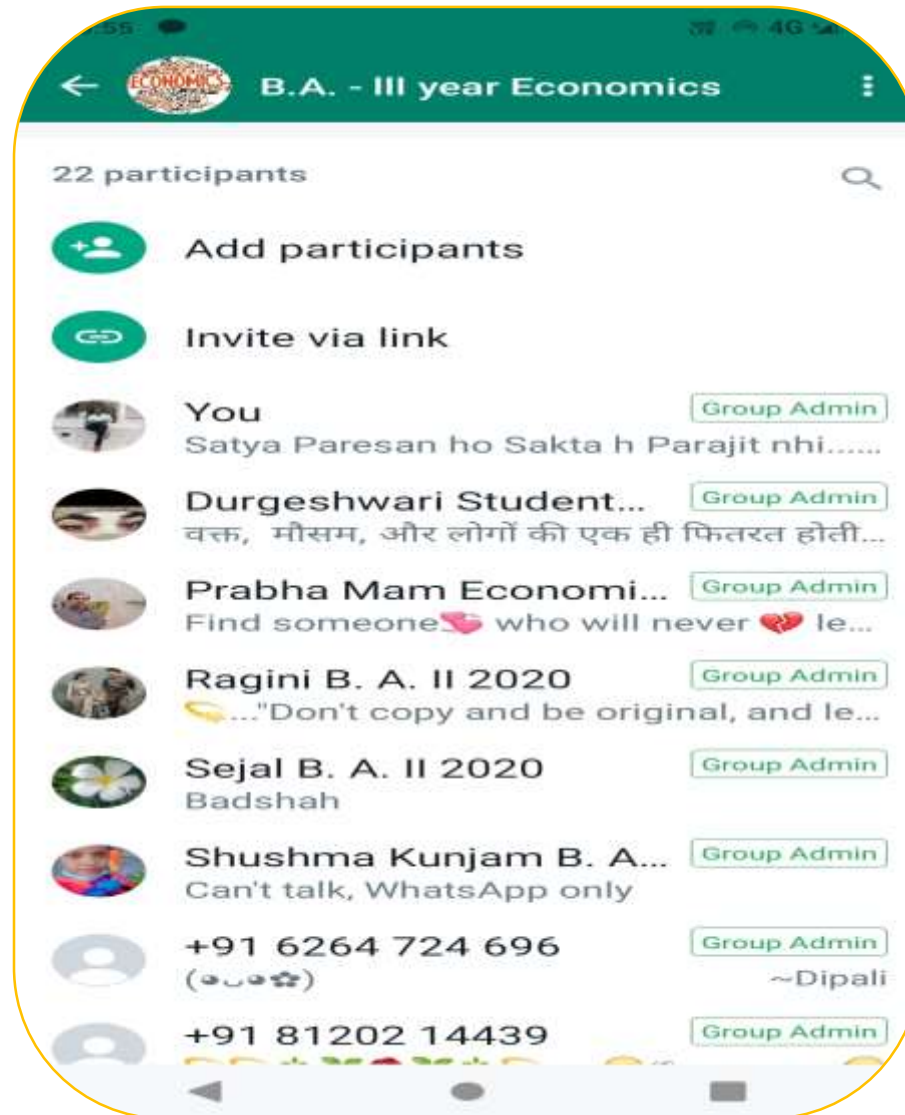 :55 4G
ECONOMICS B.A. - III year Economics
22 participants
Add participants
Invite via link
You Group Admin
Satya Paresan ho Sakta h Parajit nhi......
Durgeshwari Student... Group Admin
वक्त, मौसम, और लोगों की एक ही फितरत होती...
Prabha Mam Economi... Group Admin
Find someone💕 who will never 💔 le...
Ragini B. A. II 2020 Group Admin
💫..."Don't copy and be original, and le...
Sejal B. A. II 2020 Group Admin
Badshah
Shushma Kunjam B. A... Group Admin
Can't talk, WhatsApp only
+91 6264 724 696 Group Admin
(◕ᴗ◕✿) ~Dipali
+91 81202 14439 Group Admin